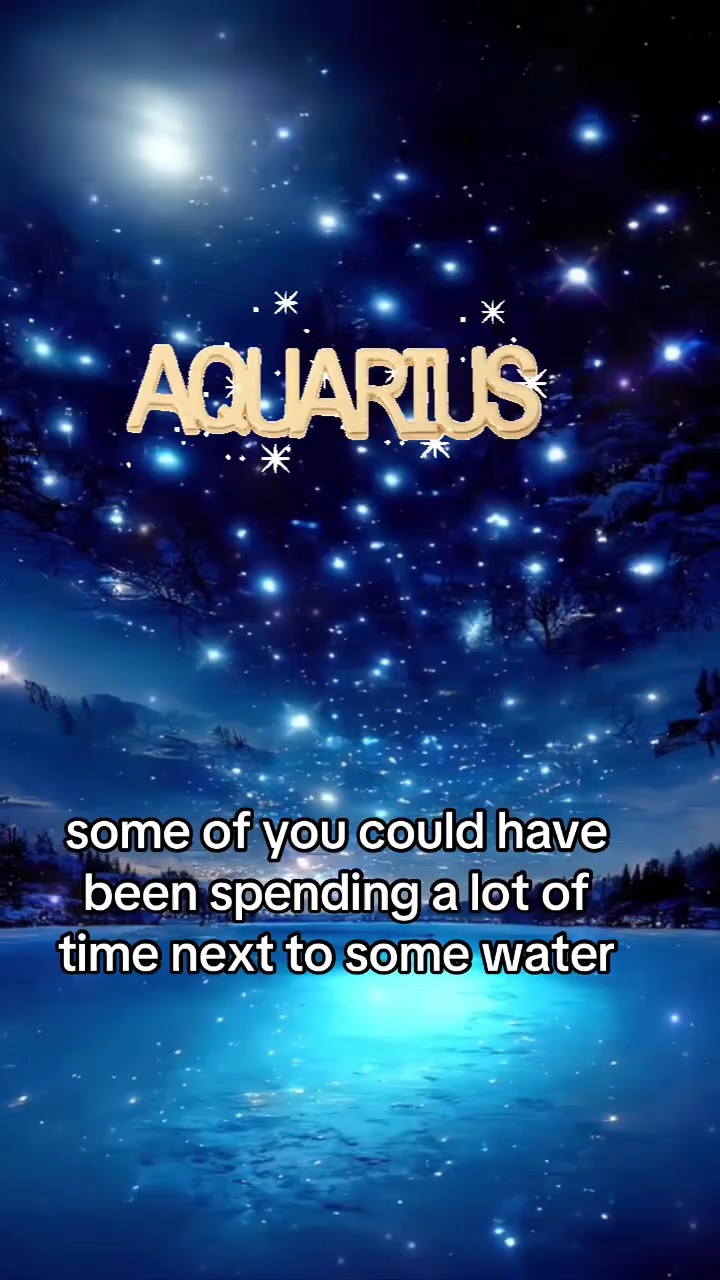 AQUARIUS
some of you could have
been spending a lot of
time next to some water